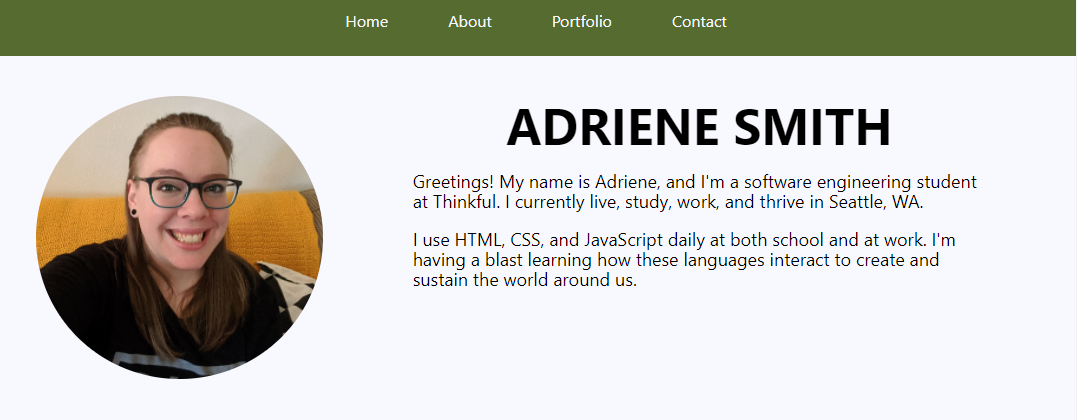 Home About Portfolio Contact
ADRIENE SMITH
Greetings! My name is Adriene, and I'm a software engineering student
at Thinkful. I currently live, study, work, and thrive in Seattle, WA.
I use HTML, CSS, and JavaScript daily at both school and at work. I'm
having a blast learning how these languages interact to create and
sustain the world around us.